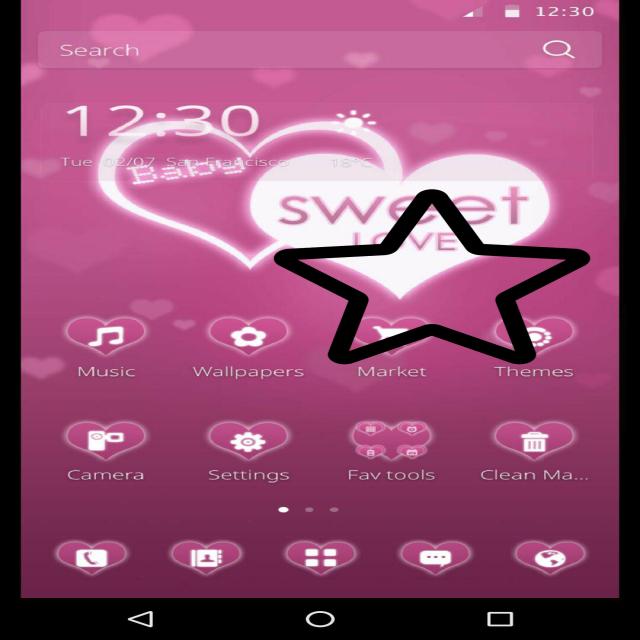 12:30
Search
12:30
Tue 02/07 San Francisco 18°C
Baby
sweet
LOVE
Music Wallpapers Market Themes
Camera Settings Fav tools Clean Ma...